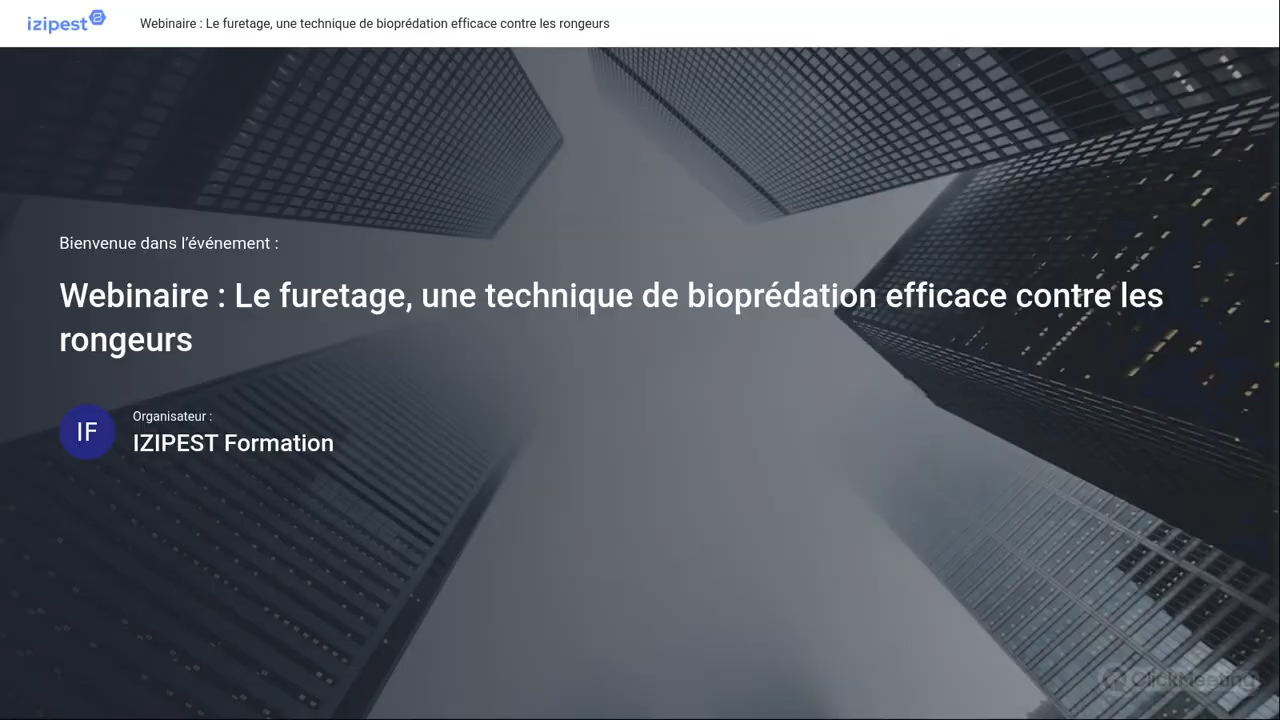 izipest
Webinaire : Le furetage, une technique de bioprédation efficace contre les rongeurs
Bienvenue dans l’événement :
Webinaire : Le furetage, une technique de bioprédation efficace contre les
rongeurs
IF
Organisateur :
IZIPEST Formation
ClickMeeting